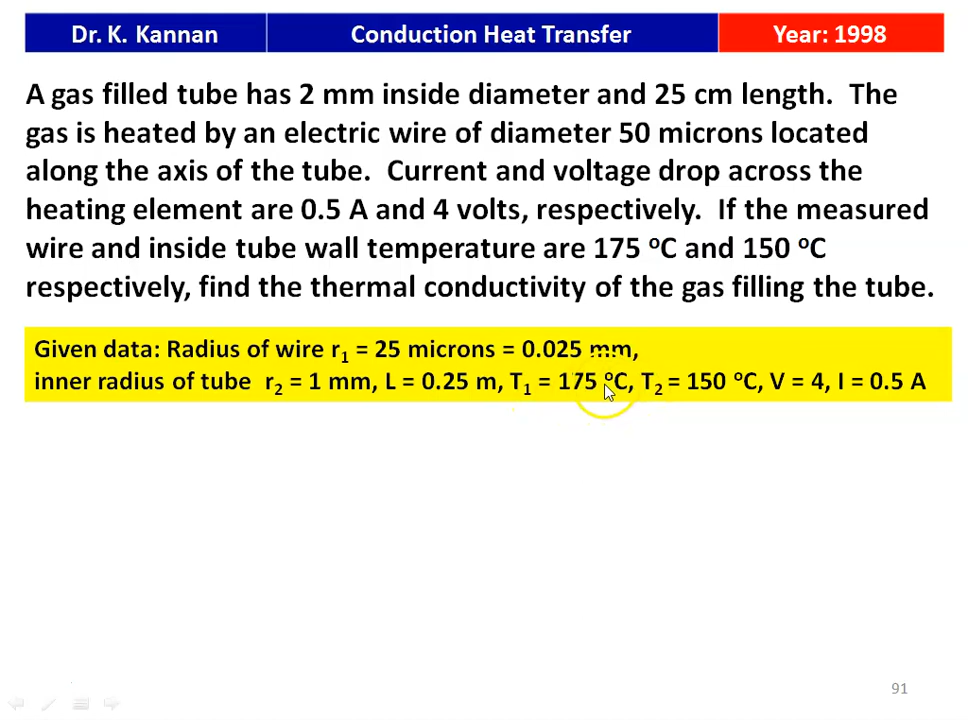 Dr. K. Kannan Conduction Heat Transfer Year: 1998
A gas filled tube has 2 mm inside diameter and 25 cm length. The
gas is heated by an electric wire of diameter 50 microns located
along the axis of the tube. Current and voltage drop across the
heating element are 0.5 A and 4 volts, respectively. If the measured
wire and inside tube wall temperature are 175 ºC and 150 ºC
respectively, find the thermal conductivity of the gas filling the tube.
Given data: Radius of wire r₁ = 25 microns = 0.025 mm,
inner radius of tube r₂ = 1 mm, L = 0.25 m, T₁ = 175 ºC, T₂ = 150 ºC, V = 4, I = 0.5 A
91